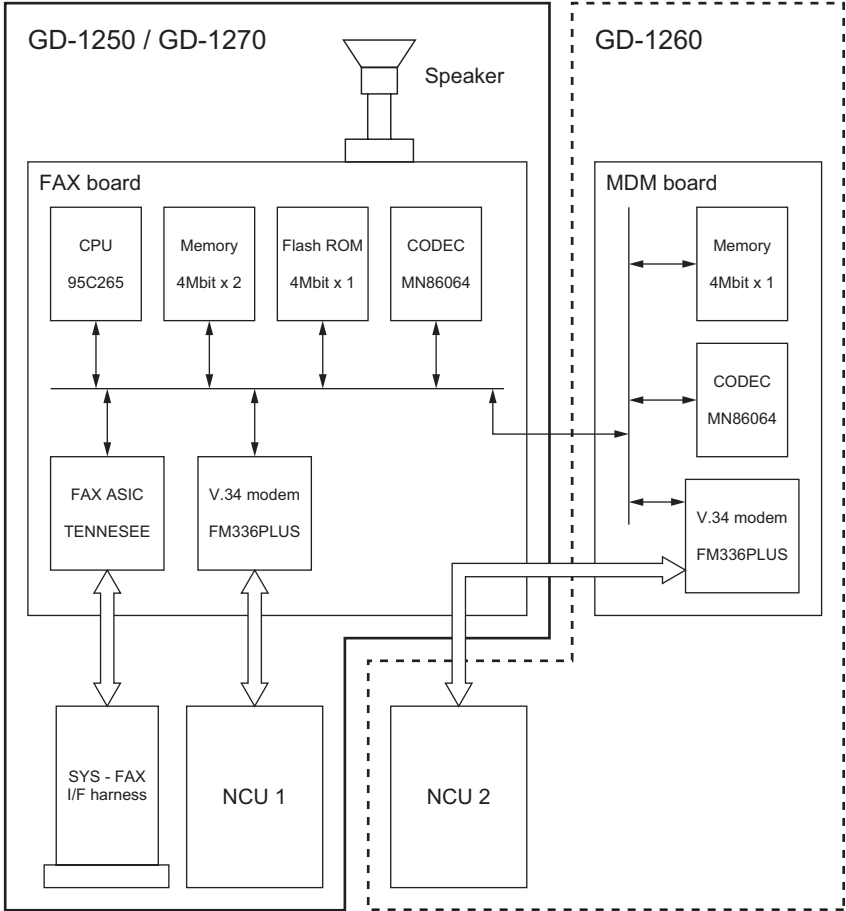 GD-1250 / GD-1270
Speaker
FAX board
CPU
95C265
Memory
4Mbit x 2
Flash ROM
4Mbit x 1
CODEC
MN86064
FAX ASIC
TENNESEE
V.34 modem
FM336PLUS
SYS - FAX
I/F harness
NCU 1
GD-1260
MDM board
Memory
4Mbit x 1
CODEC
MN86064
V.34 modem
FM336PLUS
NCU 2